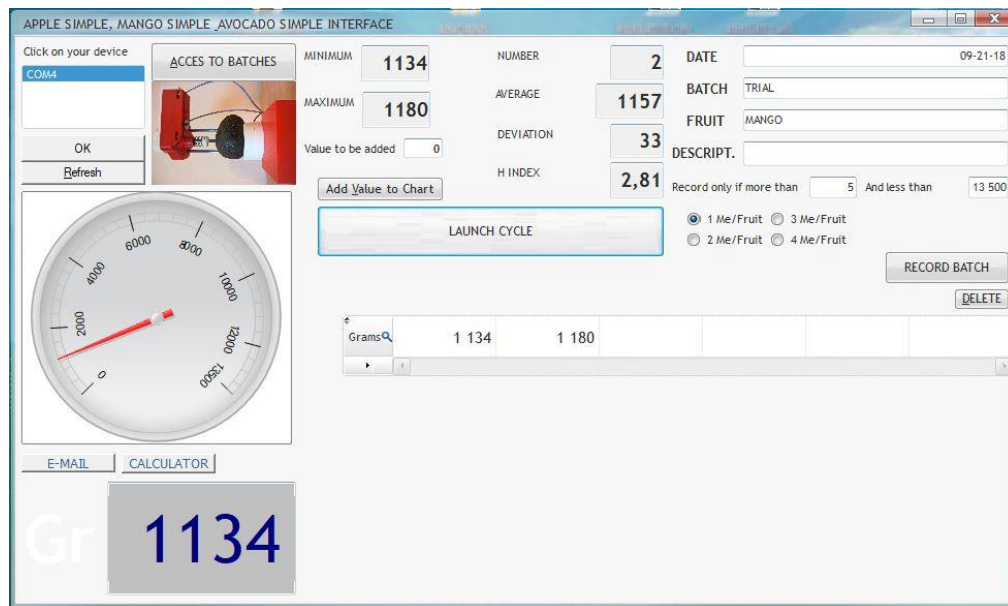 APPLE SIMPLE, MANGO SIMPLE ,AVOCADO SIMPLE INTERFACE
Click on your device
COM4
OK
Refresh
ACCES TO BATCHES
MINIMUM 1134
MAXIMUM 1180
Value to be added 0
Add Value to Chart
NUMBER 2
AVERAGE 1157
DEVIATION 33
H INDEX 2,81
DATE 09-21-18
BATCH TRIAL
FRUIT MANGO
DESCRIPT.
Record only if more than 5 And less than 13 500
LAUNCH CYCLE
1 Me/Fruit 3 Me/Fruit
2 Me/Fruit 4 Me/Fruit
RECORD BATCH
DELETE
Grams 1 134 1 180
0
2000
4000
6000
8000
10000
12000
13500
E-MAIL CALCULATOR
Gr 1134